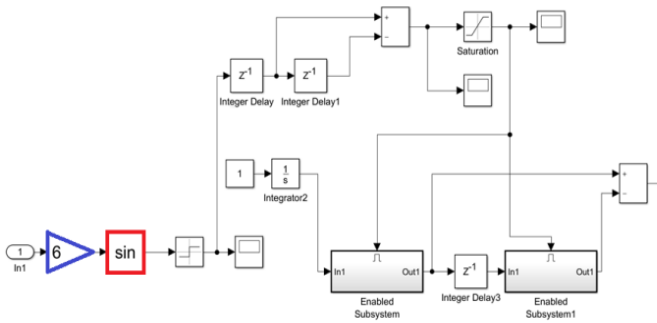 +
−
Saturation
z-1
z-1
Integer Delay
Integer Delay1
1
1
s
Integrator2
+
−
1
In1
6
sin
In1
Out1
z-1
In1
Out1
Integer Delay3
Enabled
Subsystem
Enabled
Subsystem1